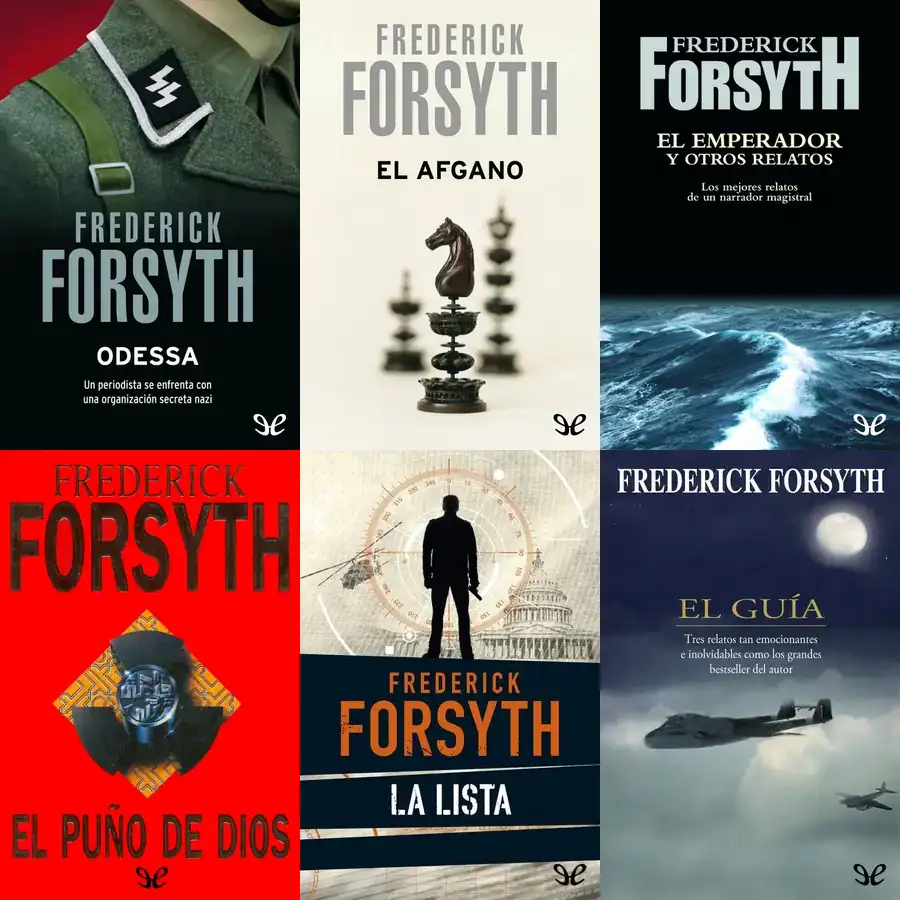 FREDERICK
FORSYTH
ODESSA
Un periodista se enfrenta con
una organización secreta nazi
FREDERICK
FORSYTH
EL AFGANO
FREDERICK
FORSYTH
EL EMPERADOR
Y OTROS RELATOS
Los mejores relatos
de un narrador magistral
FREDERICK
FORSYTH
EL PUÑO DE DIOS
FREDERICK
FORSYTH
LA LISTA
FREDERICK FORSYTH
EL GUÍA
Tres relatos tan emocionantes
e inolvidables como los grandes
bestseller del autor